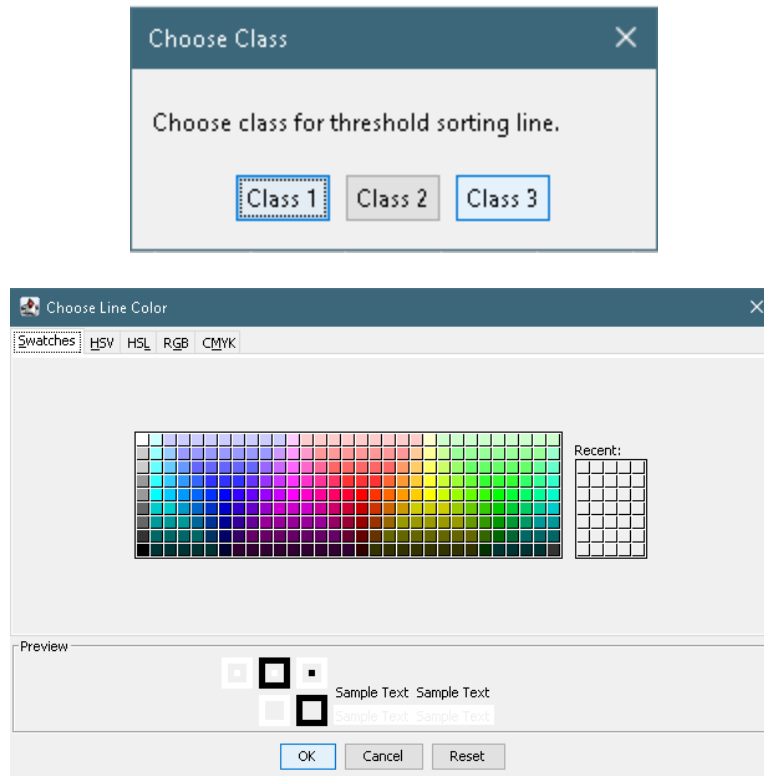 Choose Class
Choose class for threshold sorting line.
Class 1 Class 2 Class 3
Choose Line Color
Swatches HSV HSL RGB CMYK
Recent:
Preview
Sample Text Sample Text
Sample Text Sample Text
OK Cancel Reset